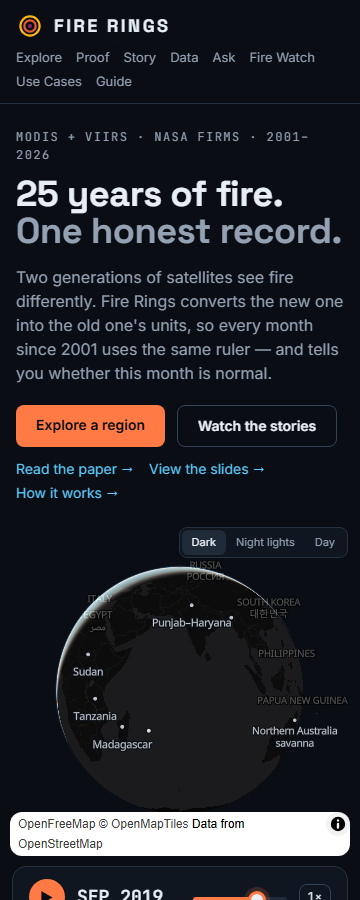 FIRE RINGS
Explore Proof Story Data Ask Fire Watch
Use Cases Guide
MODIS + VIIRS · NASA FIRMS · 2001–
2026
25 years of fire.
One honest record.
Two generations of satellites see fire
differently. Fire Rings converts the new one
into the old one's units, so every month
since 2001 uses the same ruler — and tells
you whether this month is normal.
Explore a region
Watch the stories
Read the paper → View the slides →
How it works →
Dark Night lights Day
RUSSIA
РОССИЯ
ITALY
SOUTH KOREA
대한민국
EGYPT
مصر
Punjab–Haryana
PHILIPPINES
Sudan
PAPUA NEW GUINEA
Tanzania
Madagascar
Northern Australia
savanna
OpenFreeMap © OpenMapTiles Data from
OpenStreetMap
SEP 2019
1×